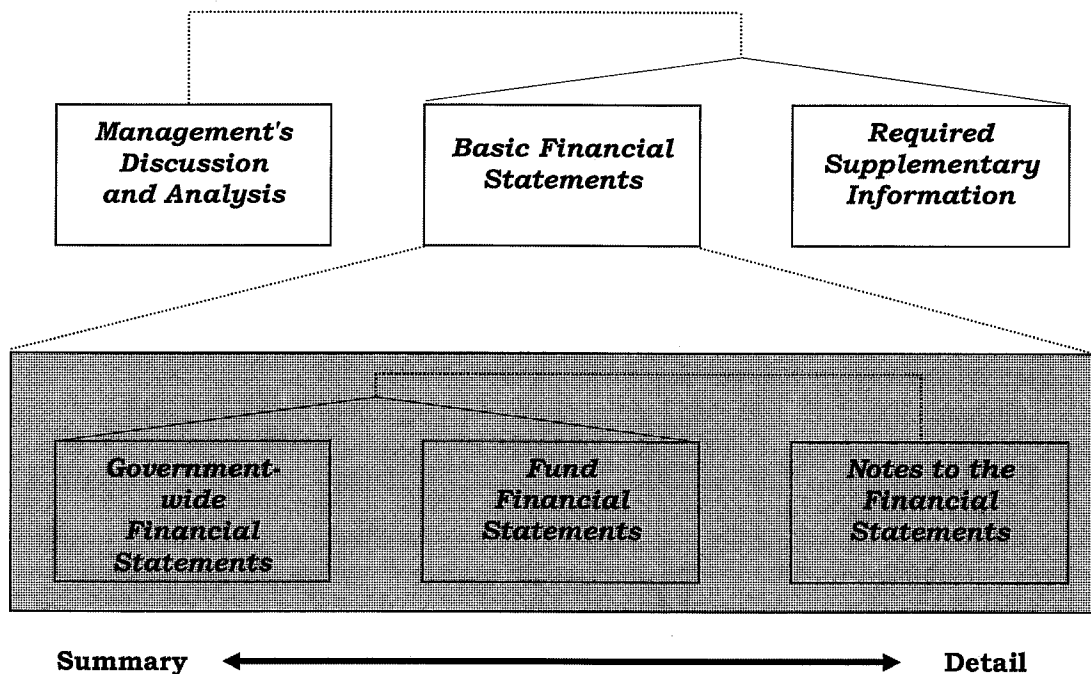 Management's
Discussion
and Analysis
Basic Financial
Statements
Required
Supplementary
Information
Government-
wide
Financial
Statements
Fund
Financial
Statements
Notes to the
Financial
Statements
Summary
Detail